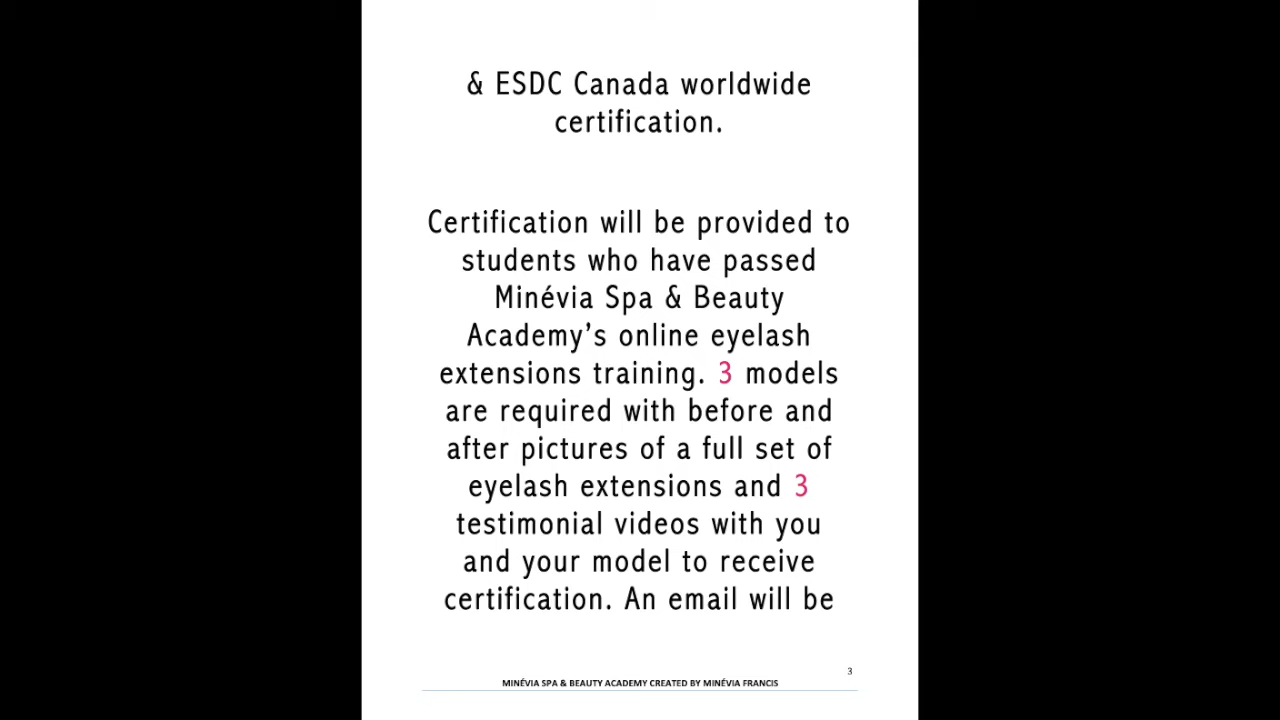 & ESDC Canada worldwide
certification.
Certification will be provided to
students who have passed
Minévia Spa & Beauty
Academy’s online eyelash
extensions training. 3 models
are required with before and
after pictures of a full set of
eyelash extensions and 3
testimonial videos with you
and your model to receive
certification. An email will be
3
MINÉVIA SPA & BEAUTY ACADEMY CREATED BY MINÉVIA FRANCIS